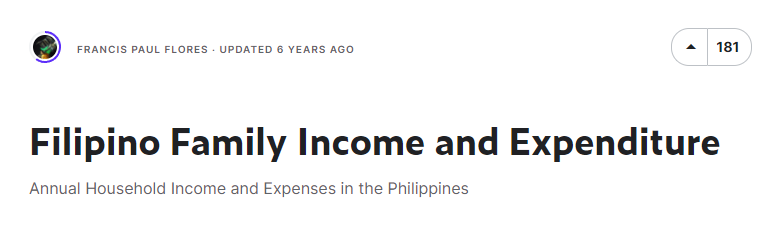 FRANCIS PAUL FLORES · UPDATED 6 YEARS AGO
181
Filipino Family Income and Expenditure
Annual Household Income and Expenses in the Philippines